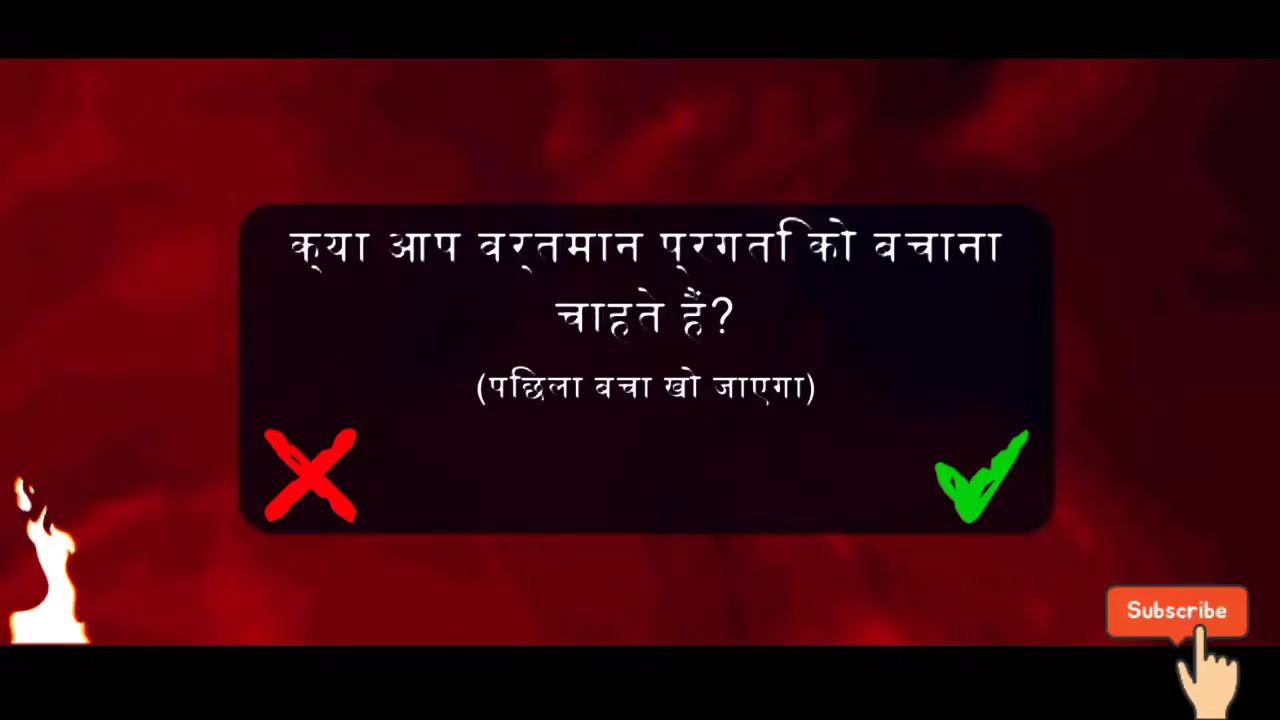 क्या आप वर्तमान प्रगति को बचाना
चाहते हैं?
(पिछला बचा खो जाएगा)
Subscribe